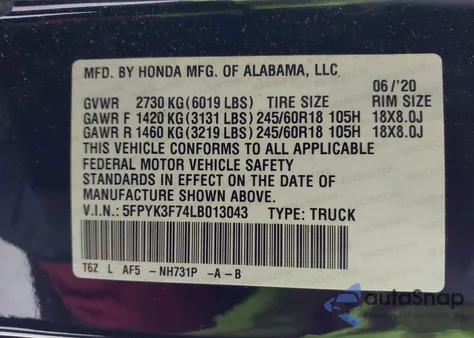 MFD. BY HONDA MFG. OF ALABAMA, LLC
06/'20
GVWR 2730 KG (6019 LBS) TIRE SIZE RIM SIZE
GAWR F 1420 KG (3131 LBS) 245/60R18 105H 18X8.0J
GAWR R 1460 KG (3219 LBS) 245/60R18 105H 18X8.0J
THIS VEHICLE CONFORMS TO ALL APPLICABLE
FEDERAL MOTOR VEHICLE SAFETY
STANDARDS IN EFFECT ON THE DATE OF
MANUFACTURE SHOWN ABOVE.
V.I.N.: 5FPYK3F74LB013043 TYPE: TRUCK
T6Z L AF5 -NH731P -A -B
autoSnap